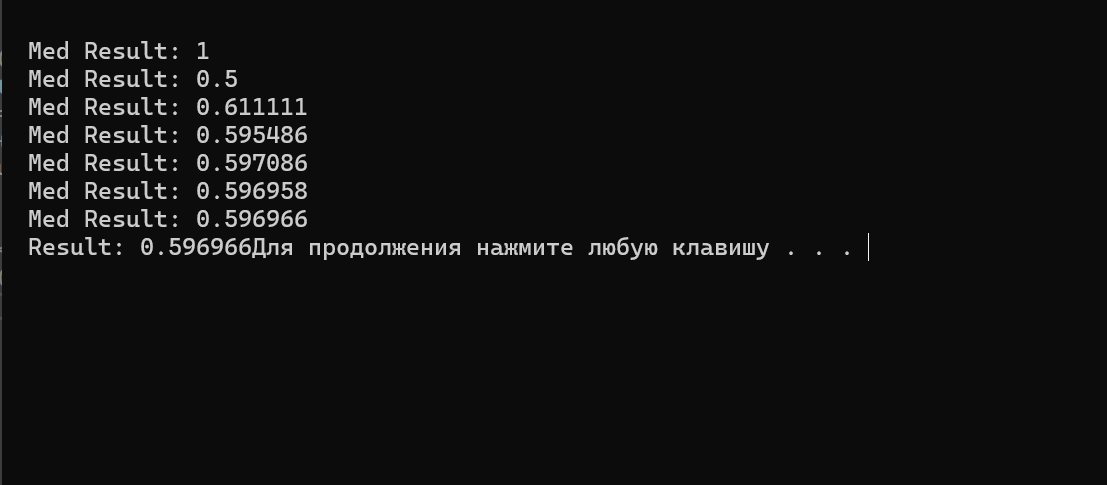 Med Result: 1
Med Result: 0.5
Med Result: 0.611111
Med Result: 0.595486
Med Result: 0.597086
Med Result: 0.596958
Med Result: 0.596966
Result: 0.596966Для продолжения нажмите любую клавишу . . .